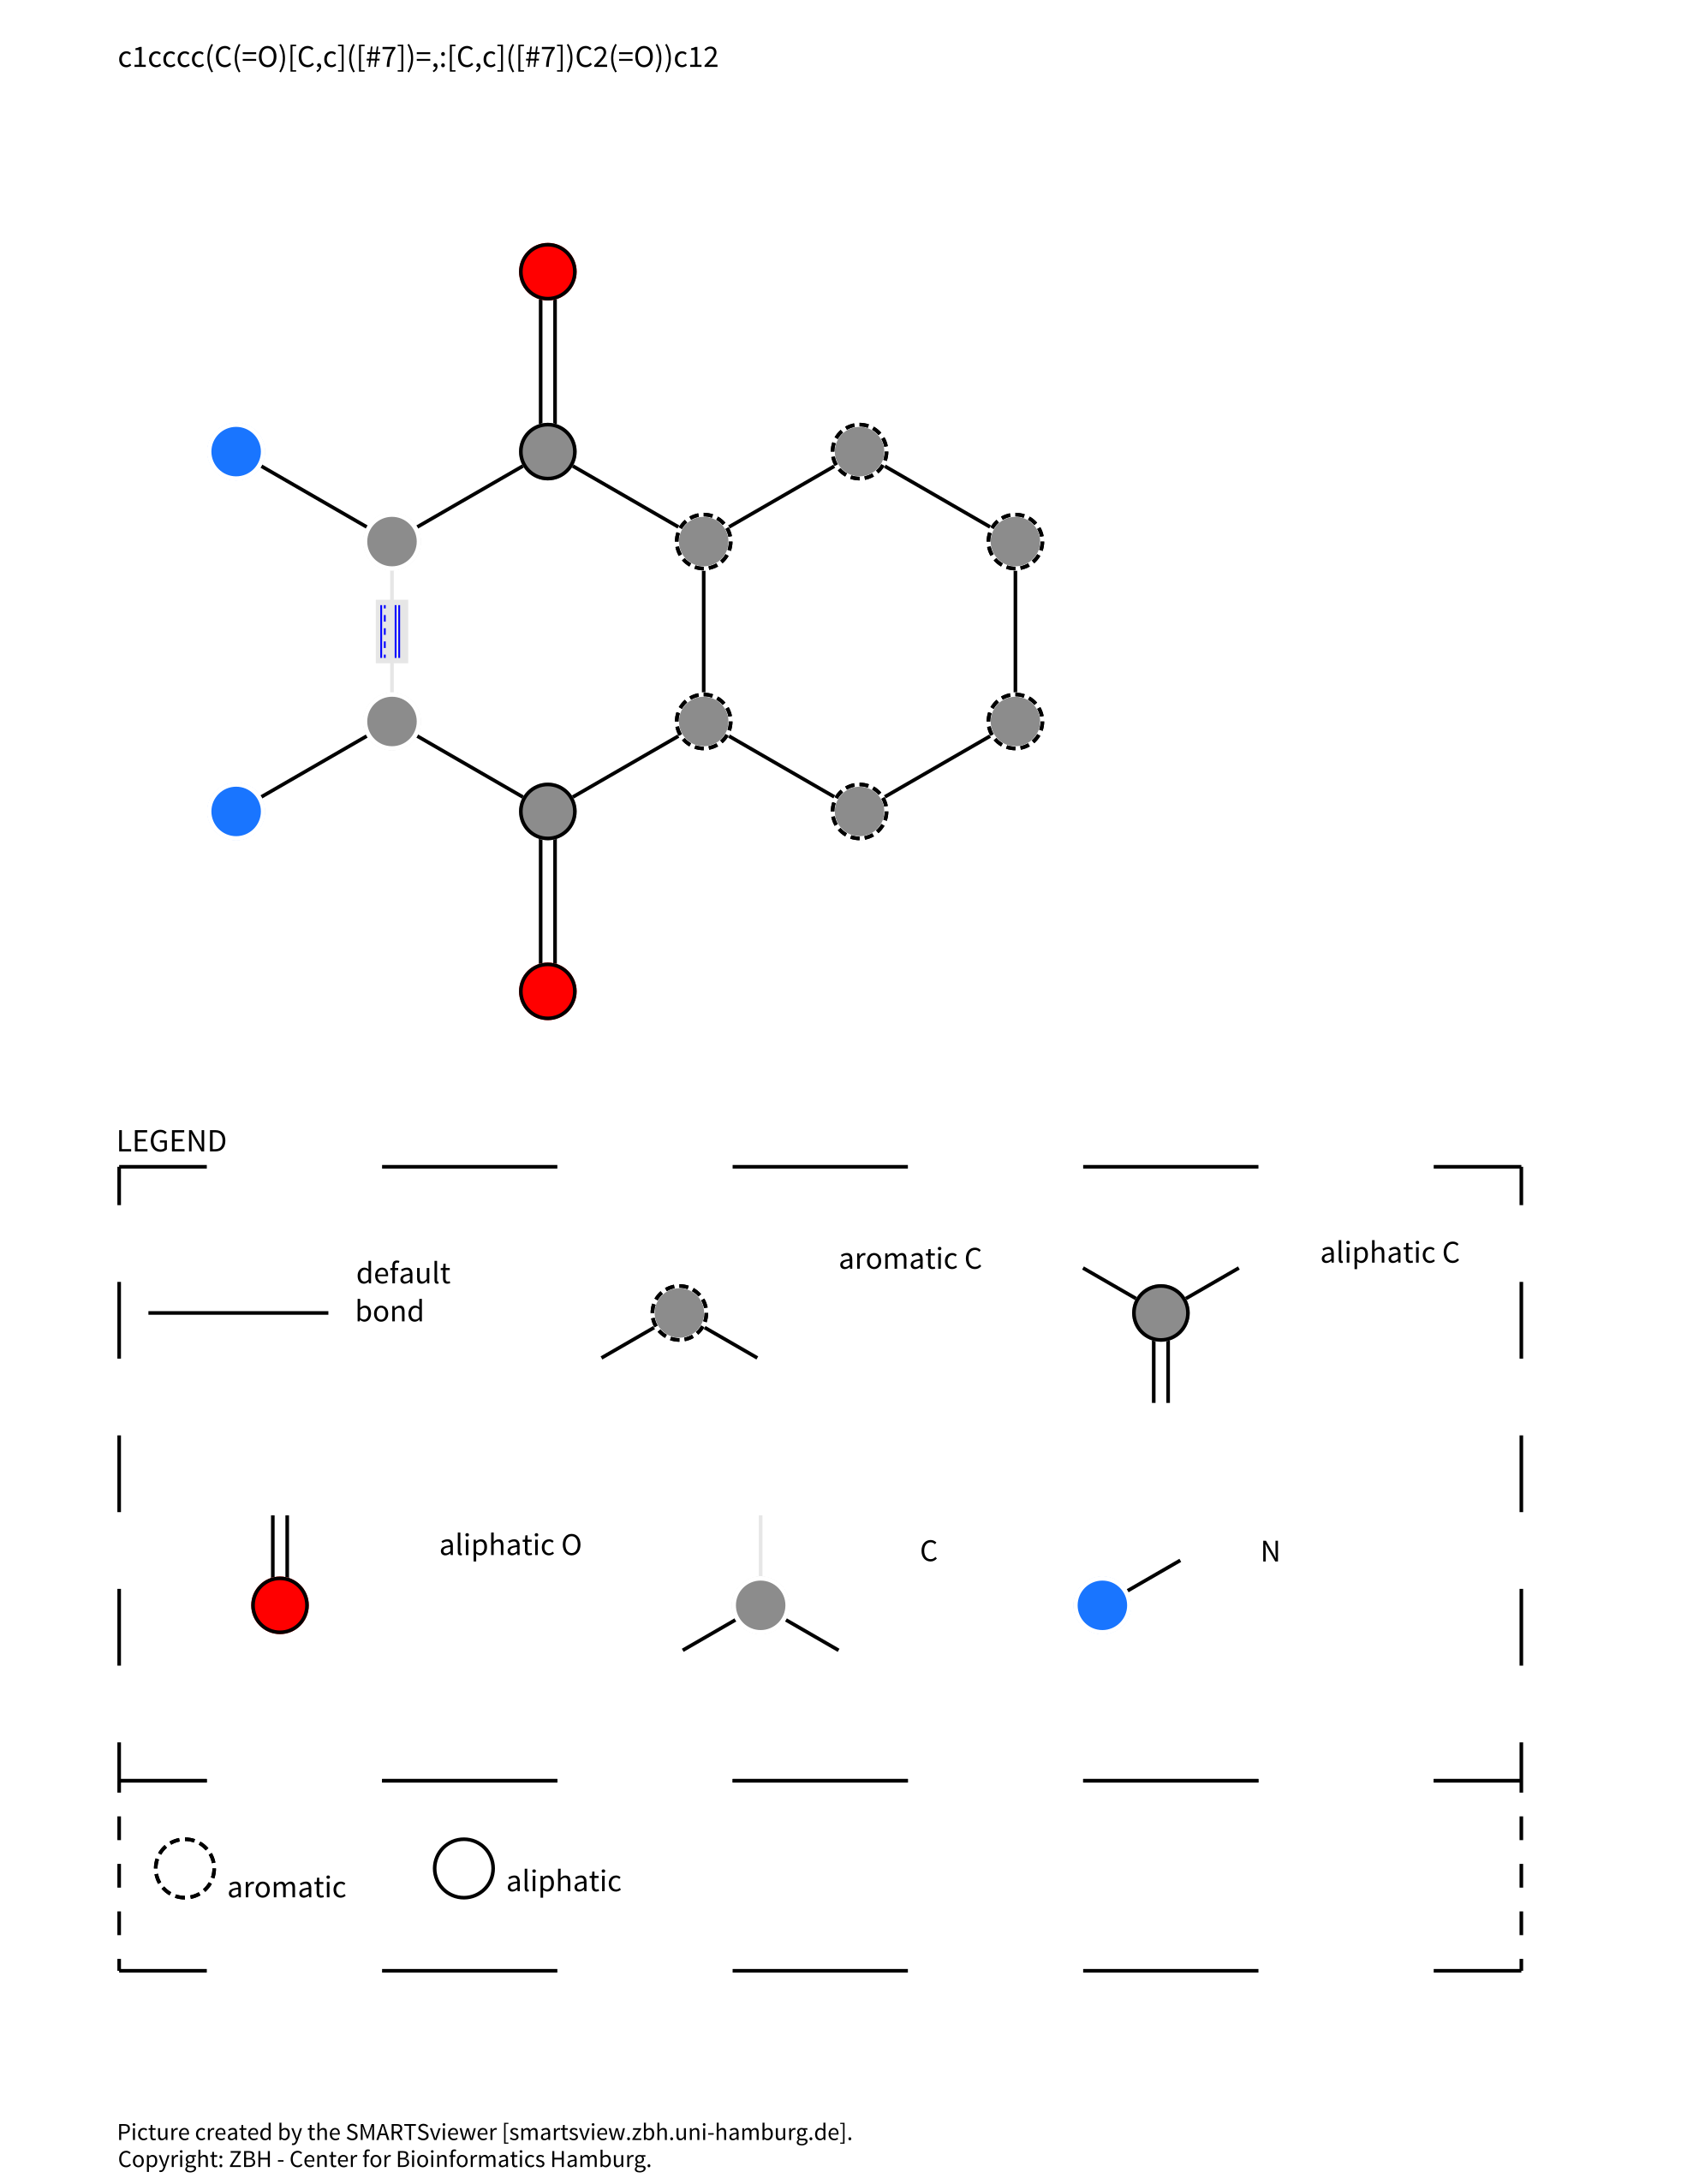 c1cccc(C(=O)[C,c]([#7])=,:[C,c]([#7])C2(=O))c12
LEGEND
default
bond
aromatic C
aliphatic C
aliphatic O
C
N
aromatic
aliphatic
Picture created by the SMARTSviewer [smartsview.zbh.uni-hamburg.de].
Copyright: ZBH - Center for Bioinformatics Hamburg.